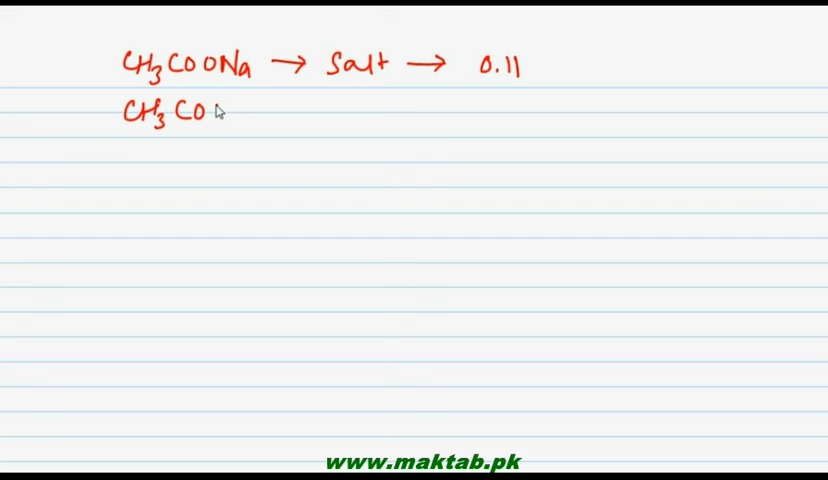 CH₃COONa → Salt → 0.11
CH₃CO
www.maktab.pk